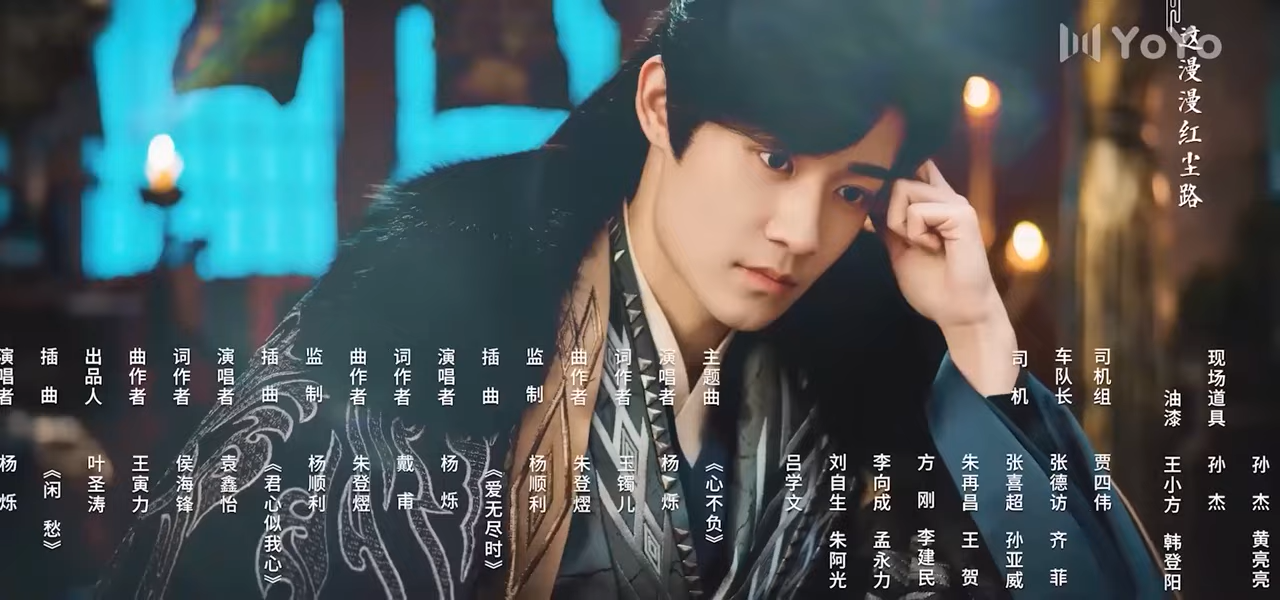 YoYo
这漫漫红尘路
孙杰 黄亮亮
现场道具 孙杰
油漆 王小方 韩登阳
司机组 贾四伟
车队长 张德访 齐菲
司机 张喜超 孙亚威
朱再昌 王贺
方刚 李建民
李向成 孟永力
刘自生 朱阿光
吕学文
主题曲 《心不负》
演唱者 杨烁
词作者 玉镯儿
曲作者 朱登煜
监制 杨顺利
插曲 《爱无尽时》
演唱者 杨烁
词作者 戴甫
曲作者 朱登煜
监制 杨顺利
插曲 《君心似我心》
演唱者 袁鑫怡
词作者 侯海锋
曲作者 王寅力
出品人 叶圣涛
插曲 《闲愁》
演唱者 杨烁